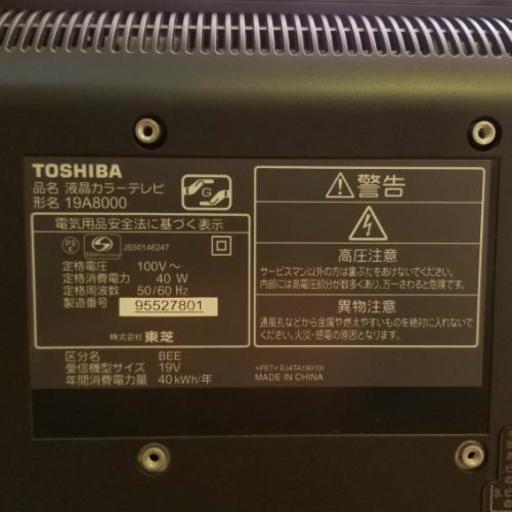 TOSHIBA
品名 液晶カラーテレビ
形名 19A8000
G
電気用品安全法に基づく表示
PS
E
JS50146247
定格電圧 100V～
定格消費電力 40 W
定格周波数 50/60 Hz
製造番号 95527801
株式会社 東芝
区分名 BEE
受信機型サイズ 19V
年間消費電力量 40kWh/年
警告
高圧注意
サービスマン以外の方は裏ぶたをあけないでください。
内部には高電圧部分が数多くあり、万一さわると危険です。
異物注意
通風孔などから金属や燃えやすいものを絶対に入れないで
ください。火災・感電の原因となります。
MADE IN CHINA